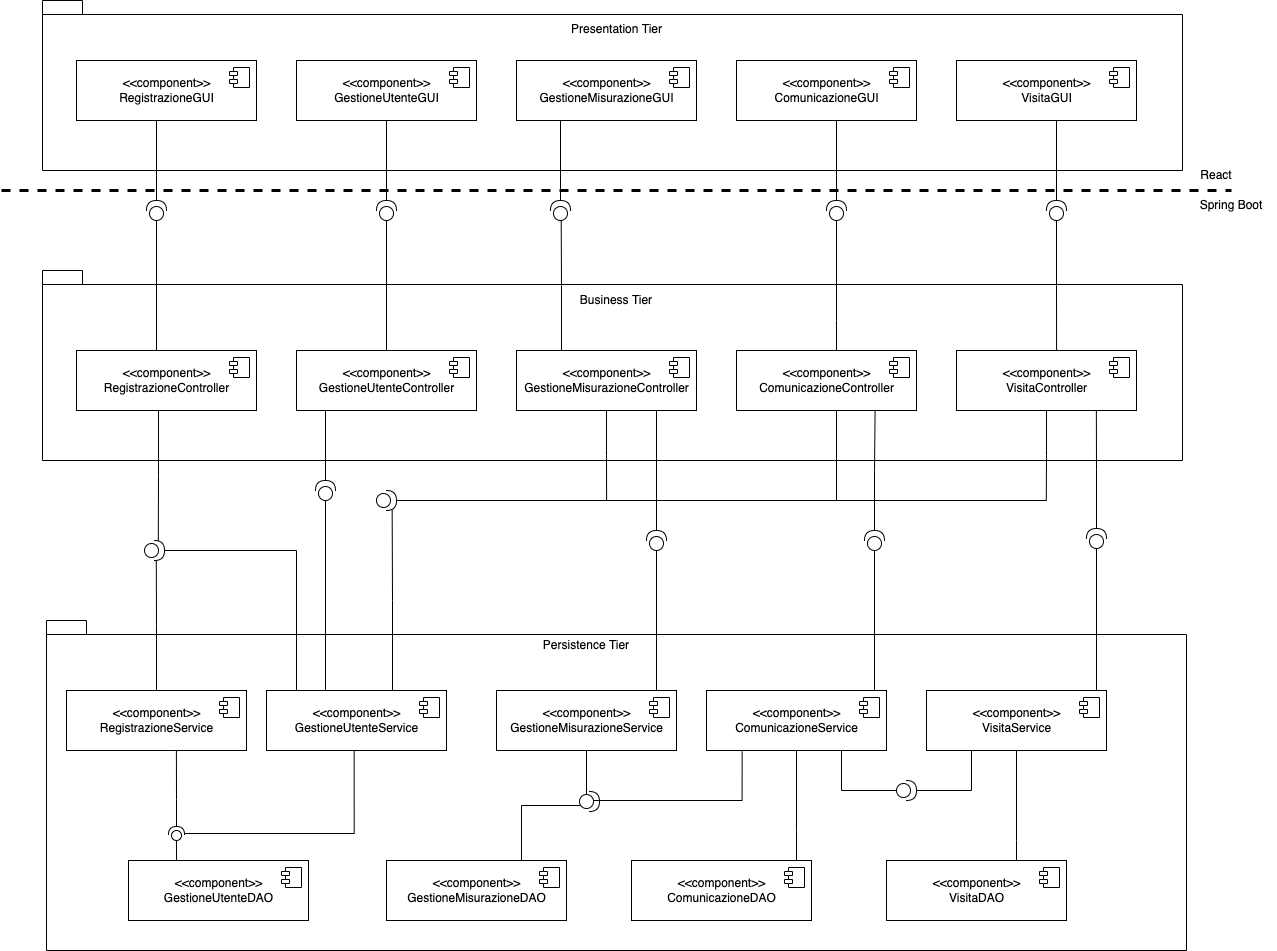 Presentation Tier
<<component>>
RegistrazioneGUI
<<component>>
GestioneUtenteGUI
<<component>>
GestioneMisurazioneGUI
<<component>>
ComunicazioneGUI
<<component>>
VisitaGUI
React
Spring Boot
Business Tier
<<component>>
RegistrazioneController
<<component>>
GestioneUtenteController
<<component>>
GestioneMisurazioneController
<<component>>
ComunicazioneController
<<component>>
VisitaController
Persistence Tier
<<component>>
RegistrazioneService
<<component>>
GestioneUtenteService
<<component>>
GestioneMisurazioneService
<<component>>
ComunicazioneService
<<component>>
VisitaService
<<component>>
GestioneUtenteDAO
<<component>>
GestioneMisurazioneDAO
<<component>>
ComunicazioneDAO
<<component>>
VisitaDAO